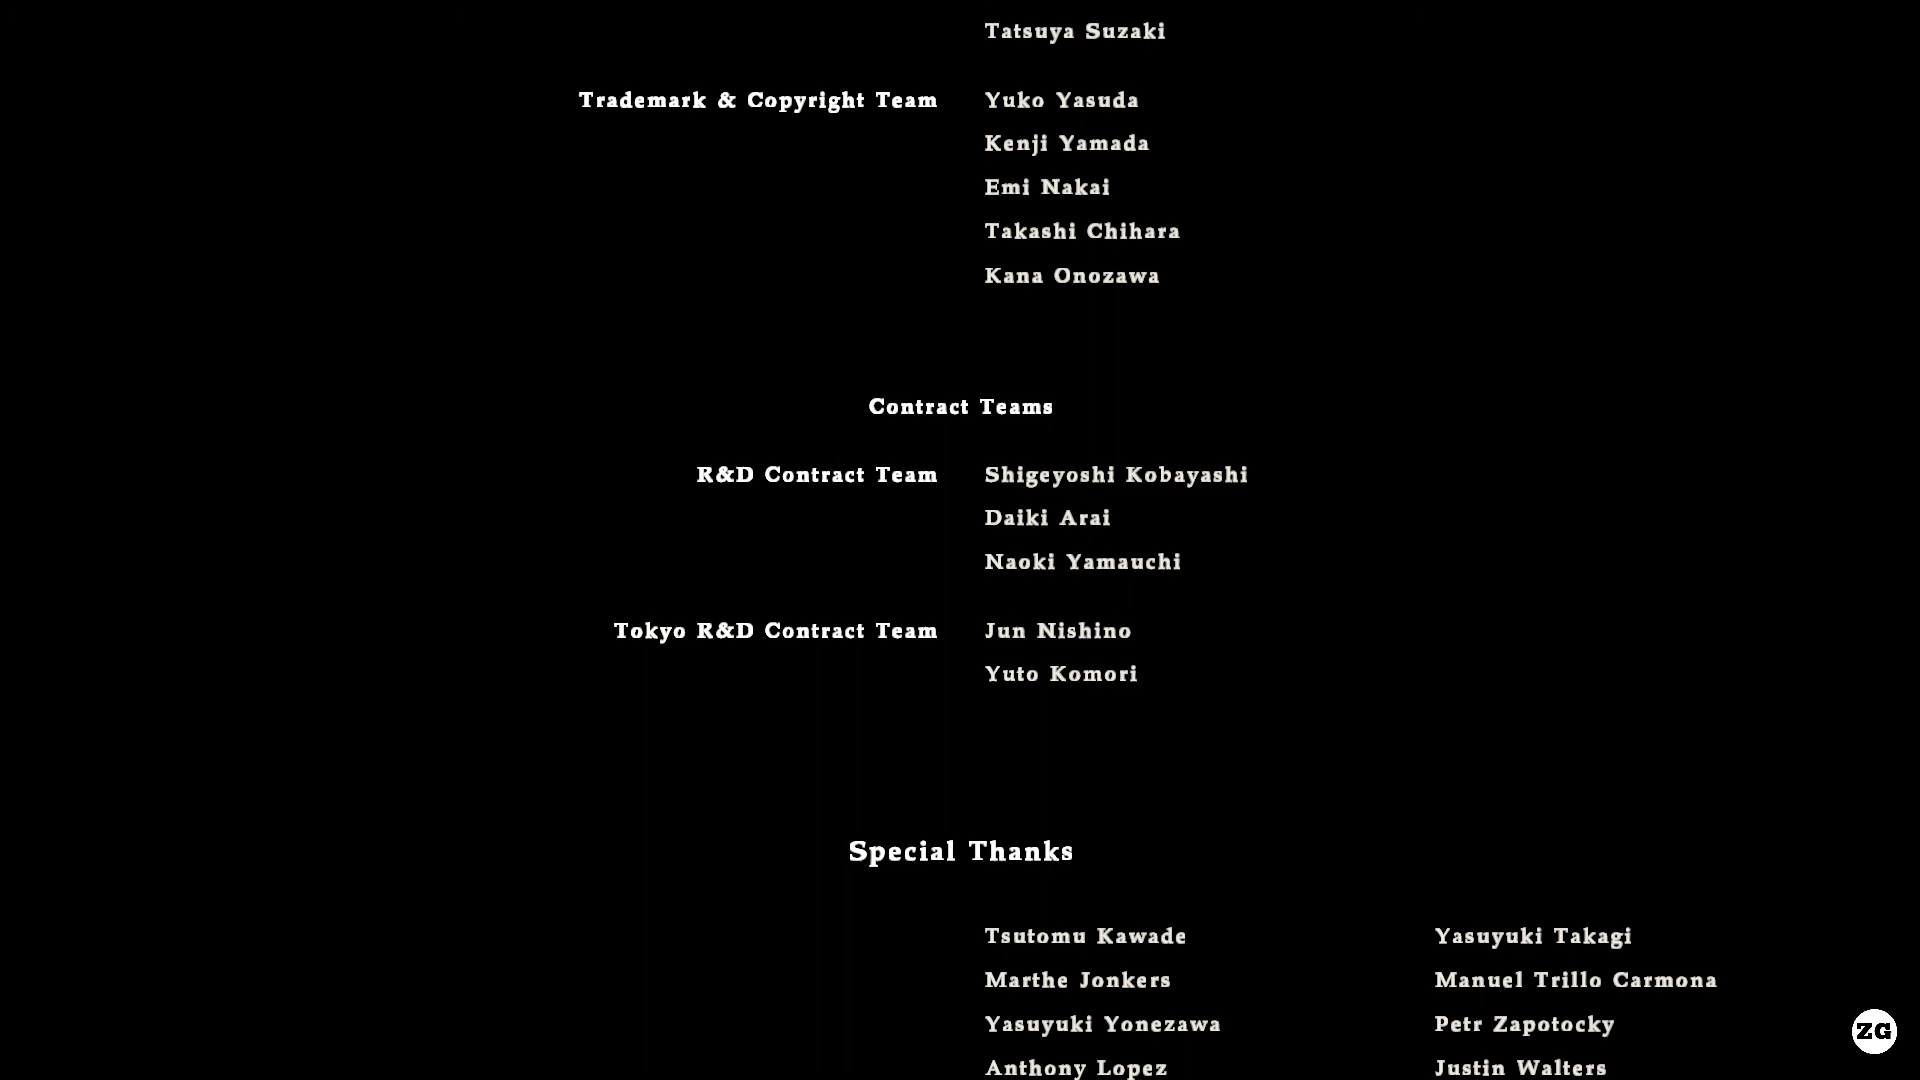 Tatsuya Suzaki
Trademark & Copyright Team Yuko Yasuda
Kenji Yamada
Emi Nakai
Takashi Chihara
Kana Onozawa
Contract Teams
R&D Contract Team Shigeyoshi Kobayashi
Daiki Arai
Naoki Yamauchi
Tokyo R&D Contract Team Jun Nishino
Yuto Komori
Special Thanks
Tsutomu Kawade Yasuyuki Takagi
Marthe Jonkers Manuel Trillo Carmona
Yasuyuki Yonezawa Petr Zapotocky
Anthony Lopez Justin Walters
ZG